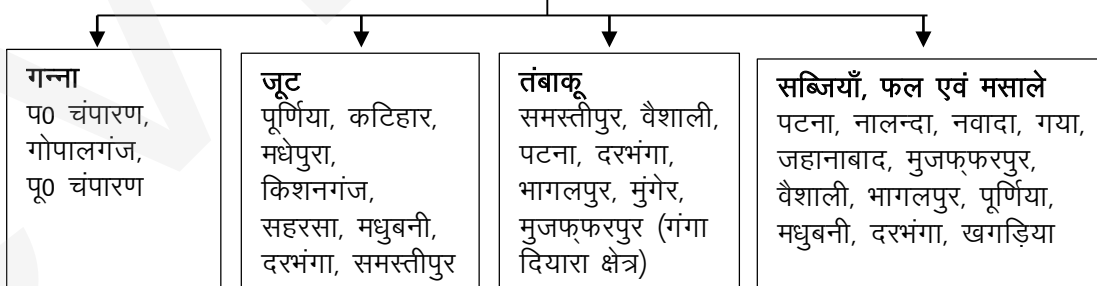 गन्ना
प0 चंपारण,
गोपालगंज,
पू0 चंपारण
जूट
पूर्णिया, कटिहार,
मधेपुरा,
किशनगंज,
सहरसा, मधुबनी,
दरभंगा, समस्तीपुर
तंबाकू
समस्तीपुर, वैशाली,
पटना, दरभंगा,
भागलपुर, मुंगेर,
मुजफ्फरपुर (गंगा
दियारा क्षेत्र)
सब्जियाँ, फल एवं मसाले
पटना, नालन्दा, नवादा, गया,
जहानाबाद, मुजफ्फरपुर,
वैशाली, भागलपुर, पूर्णिया,
मधुबनी, दरभंगा, खगड़िया